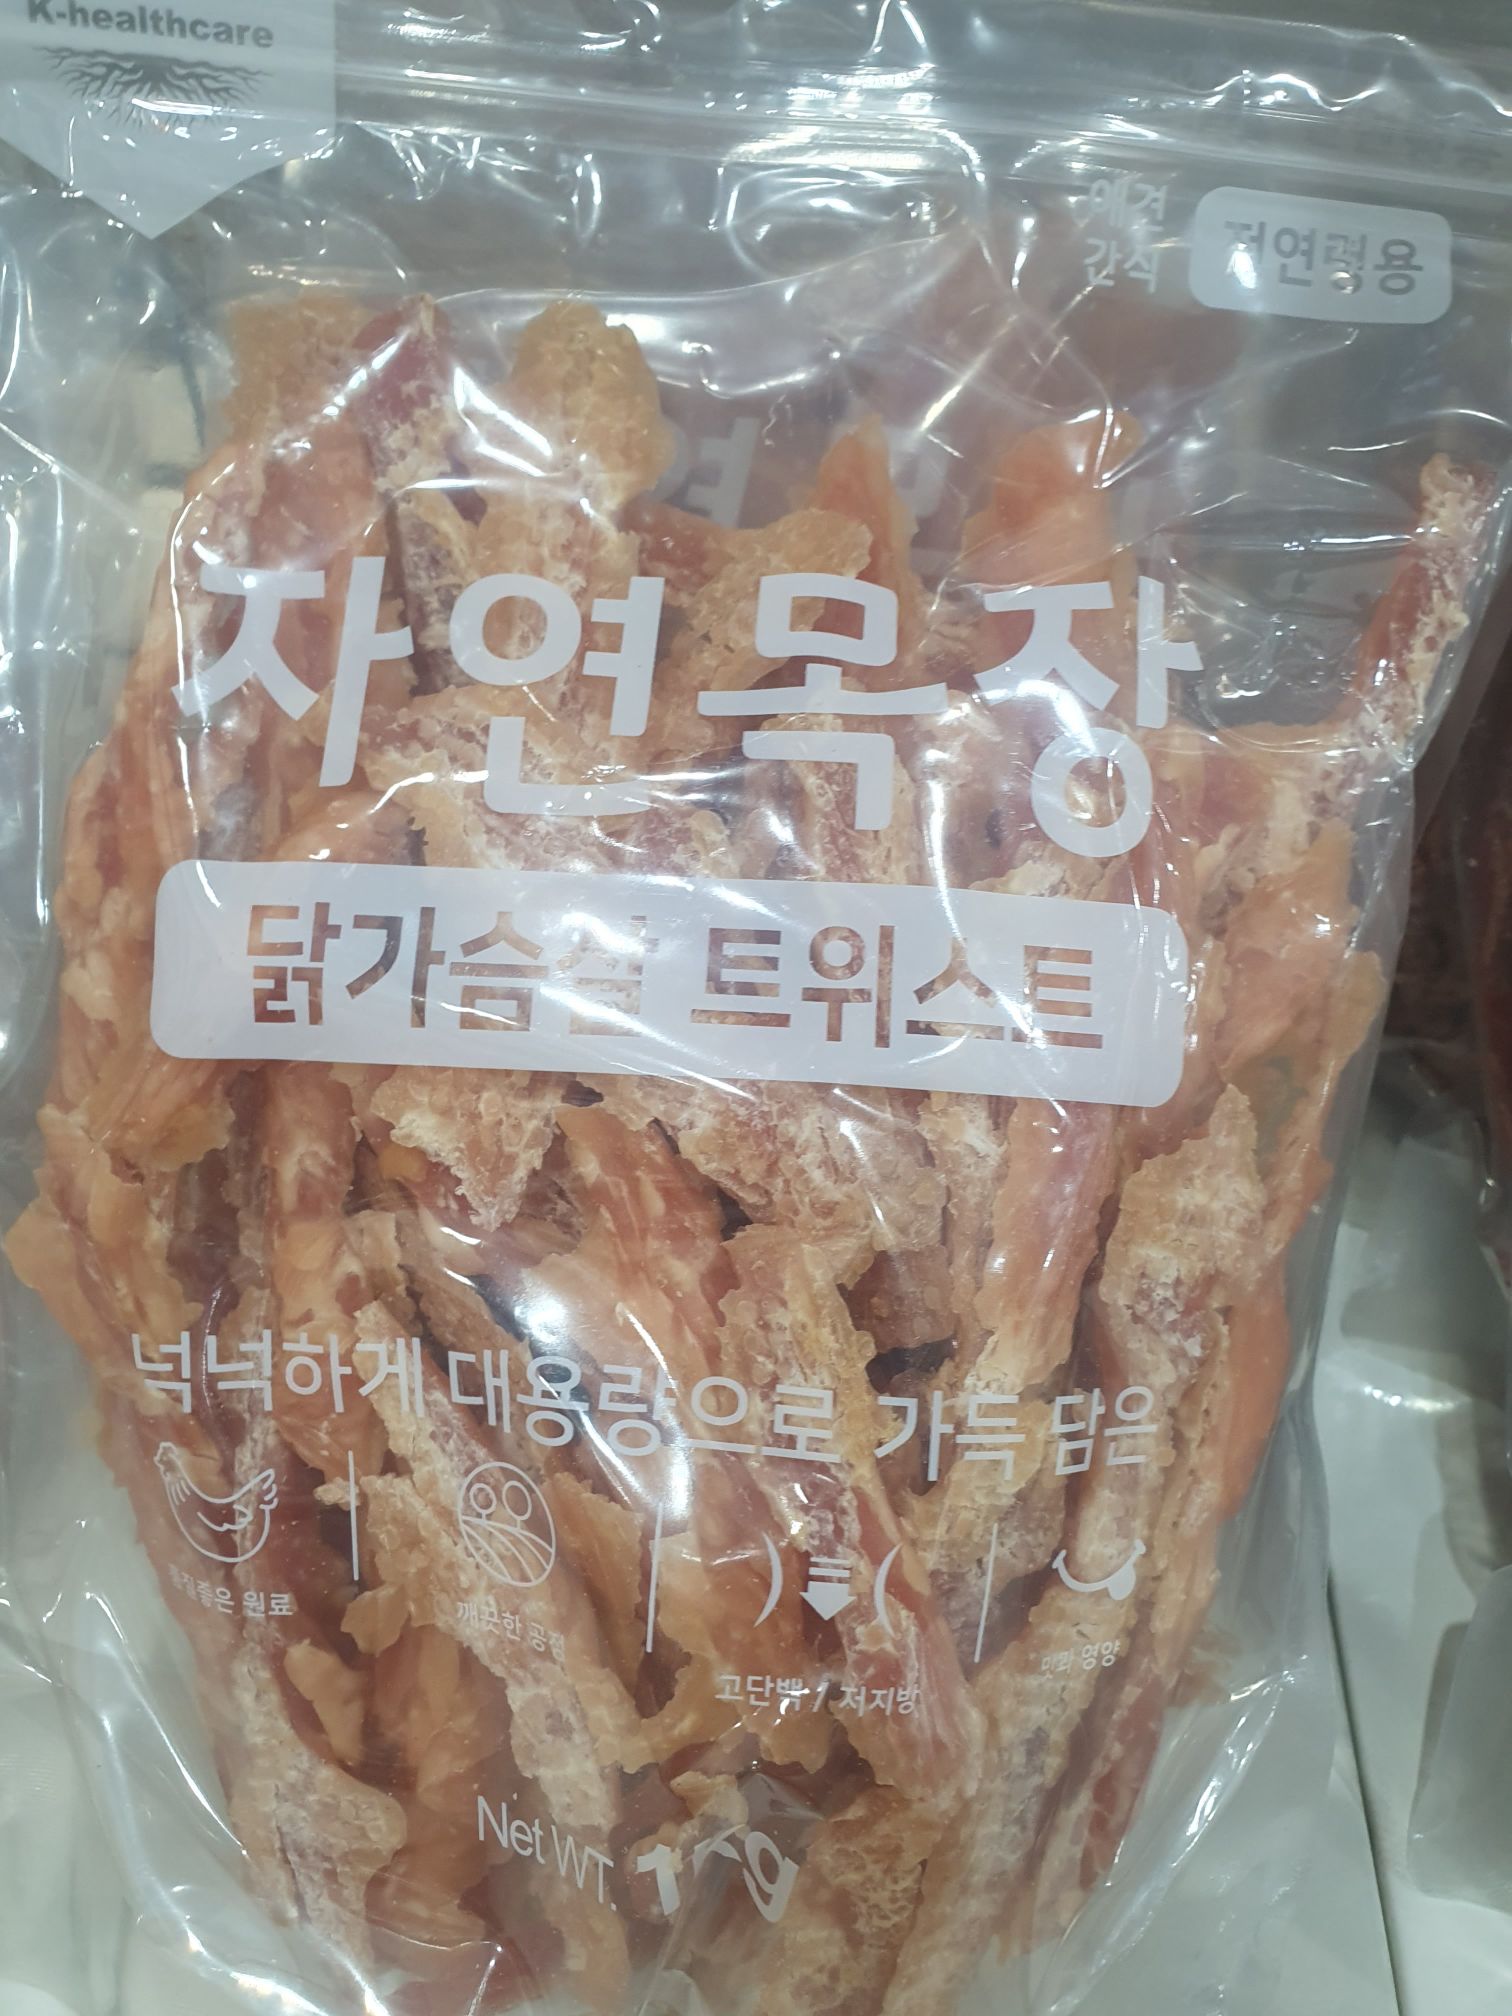 K-healthcare
애견
간식
저연령용
자연목장
닭가슴살 트위스트
넉넉하게 대용량으로 가득 담은
품질좋은 원료
깨끗한 공정
고단백 / 저지방
맛과 영양
Net WT. 1kg